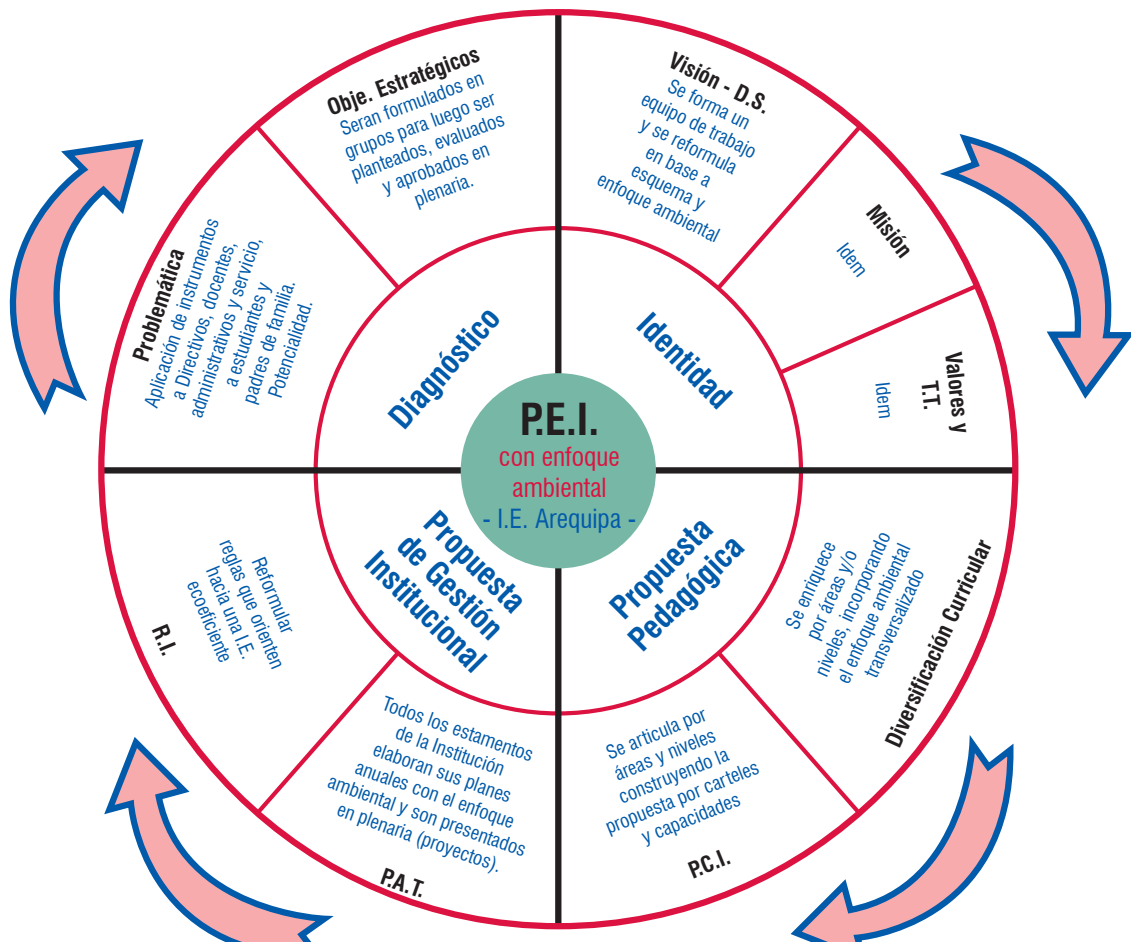 Obje. Estratégicos
Seran formulados en
grupos para luego ser
planteados, evaluados
y aprobados en
plenaria.
Visión - D.S.
Se forma un
equipo de trabajo
y se reformula
en base a
esquema y
enfoque ambiental
Misión
Idem
Valores y
T.T.
Idem
Problemática
Aplicación de instrumentos
a Directivos, docentes,
administrativos y servicio,
a estudiantes y
padres de familia.
Potencialidad.
Diagnóstico
Identidad
P.E.I.
con enfoque
ambiental
- I.E. Arequipa -
Propuesta
de Gestión
Institucional
Propuesta
Pedagógica
Diversificación Curricular
Se enriquece
por áreas y/o
niveles, incorporando
el enfoque ambiental
transversalizado
P.C.I.
Se articula por
áreas y niveles
construyendo la
propuesta por carteles
y capacidades
Todos los estamentos
de la Institución
elaboran sus planes
anuales con el enfoque
ambiental y son presentados
en plenaria (proyectos).
P.A.T.
Reformular
reglas que orienten
hacia una I.E.
ecoeficiente
R.I.